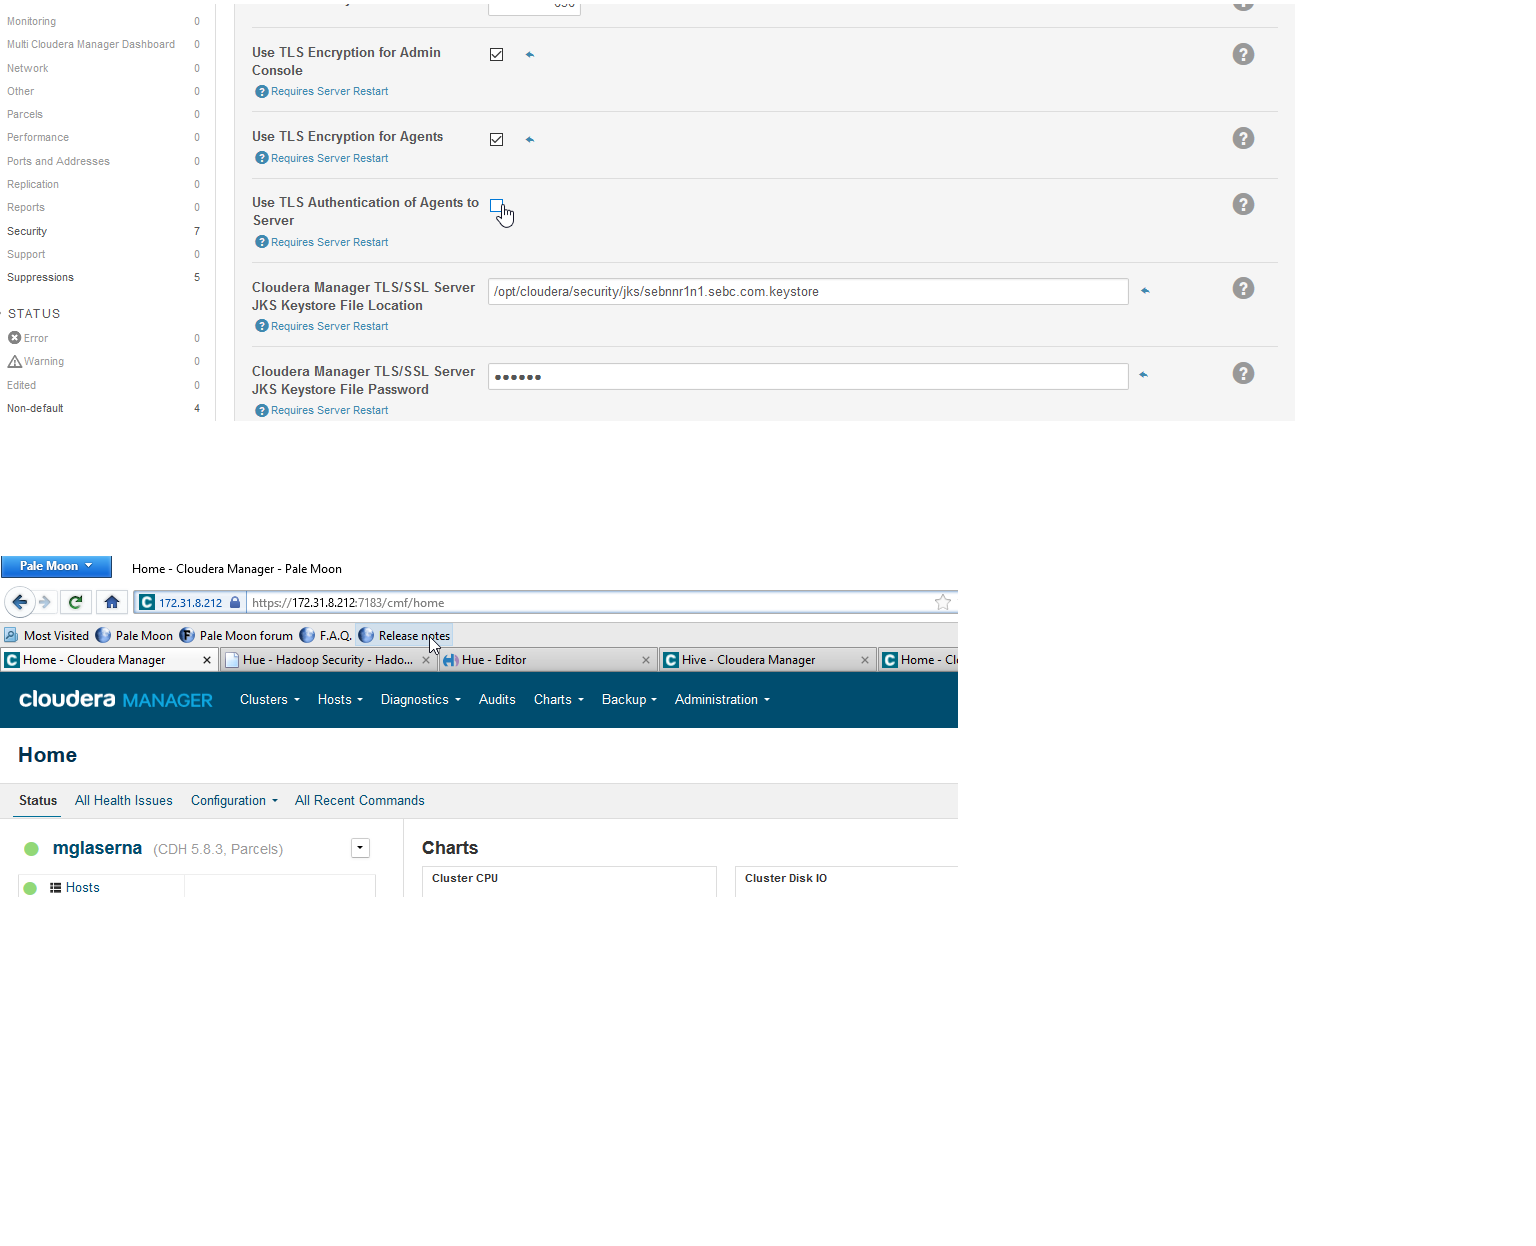 Monitoring 0
Multi Cloudera Manager Dashboard 0
Network 0
Other 0
Parcels 0
Performance 0
Ports and Addresses 0
Replication 0
Reports 0
Security 7
Support 0
Suppressions 5
STATUS
Error 0
Warning 0
Edited 0
Non-default 4
Use TLS Encryption for Admin
Console
Requires Server Restart
Use TLS Encryption for Agents
Requires Server Restart
Use TLS Authentication of Agents to
Server
Requires Server Restart
Cloudera Manager TLS/SSL Server
JKS Keystore File Location
/opt/cloudera/security/jks/sebnnr1n1.sebc.com.keystore
Requires Server Restart
Cloudera Manager TLS/SSL Server
JKS Keystore File Password
••••••
Requires Server Restart
Pale Moon
Home - Cloudera Manager - Pale Moon
172.31.8.212 https://172.31.8.212:7183/cmf/home
Most Visited Pale Moon Pale Moon forum F.A.Q. Release notes
Home - Cloudera Manager Hue - Hadoop Security - Hado... Hue - Editor Hive - Cloudera Manager Home - Cl
cloudera MANAGER Clusters Hosts Diagnostics Audits Charts Backup Administration
Home
Status All Health Issues Configuration All Recent Commands
mglaserna (CDH 5.8.3, Parcels)
Hosts
Charts
Cluster CPU Cluster Disk IO